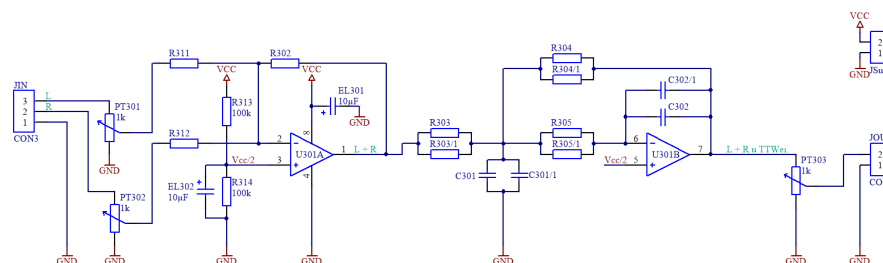 JIN
3
2
1
CON3
L
R
PT301
1k
GND
GND
PT302
1k
GND
R311
R312
VCC
R313
100k
Vcc/2
EL302
10µF
R314
100k
GND
R302
VCC
EL301
10µF
GND
8
2
3
U301A
1
4
GND
L + R
R303
R303/1
C301
C301/1
GND
R304
R304/1
R305
R305/1
C302/1
C302
6
5
Vcc/2
U301B
7
L + R u TTWei.
PT303
1k
GND
VCC
2
1
GND
JSu
JOU
2
1
CO
GND